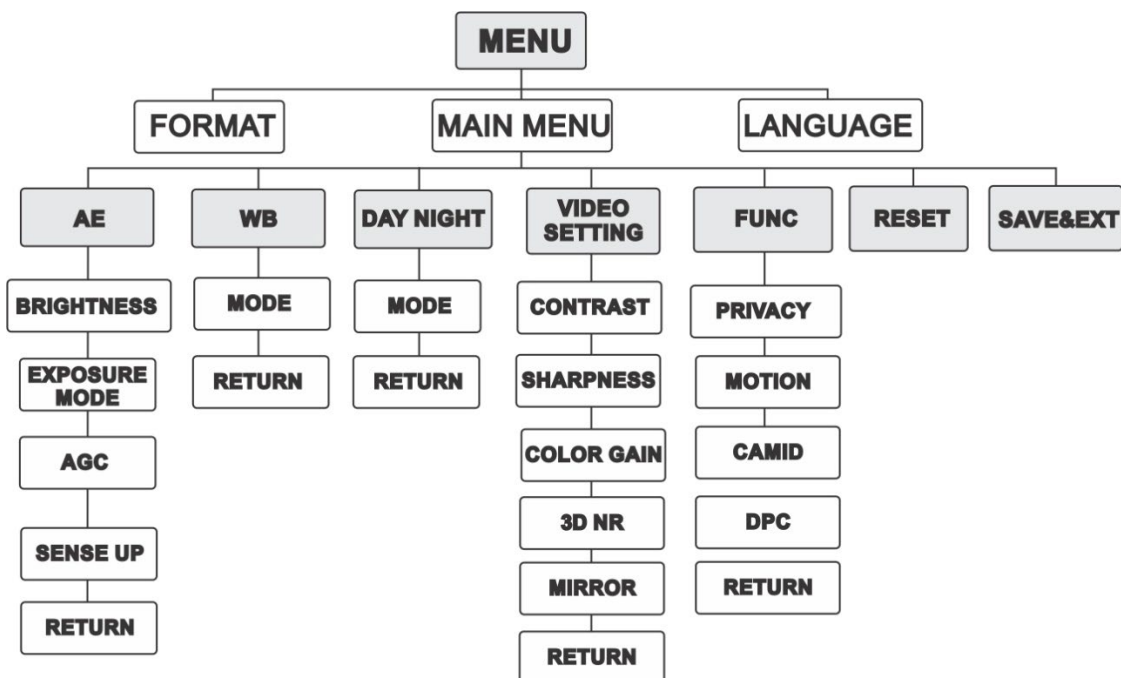 MENU
FORMAT
MAIN MENU
LANGUAGE
AE
WB
DAY NIGHT
VIDEO
SETTING
FUNC
RESET
SAVE&EXT
BRIGHTNESS
EXPOSURE
MODE
AGC
SENSE UP
RETURN
MODE
RETURN
MODE
RETURN
CONTRAST
SHARPNESS
COLOR GAIN
3D NR
MIRROR
RETURN
PRIVACY
MOTION
CAMID
DPC
RETURN